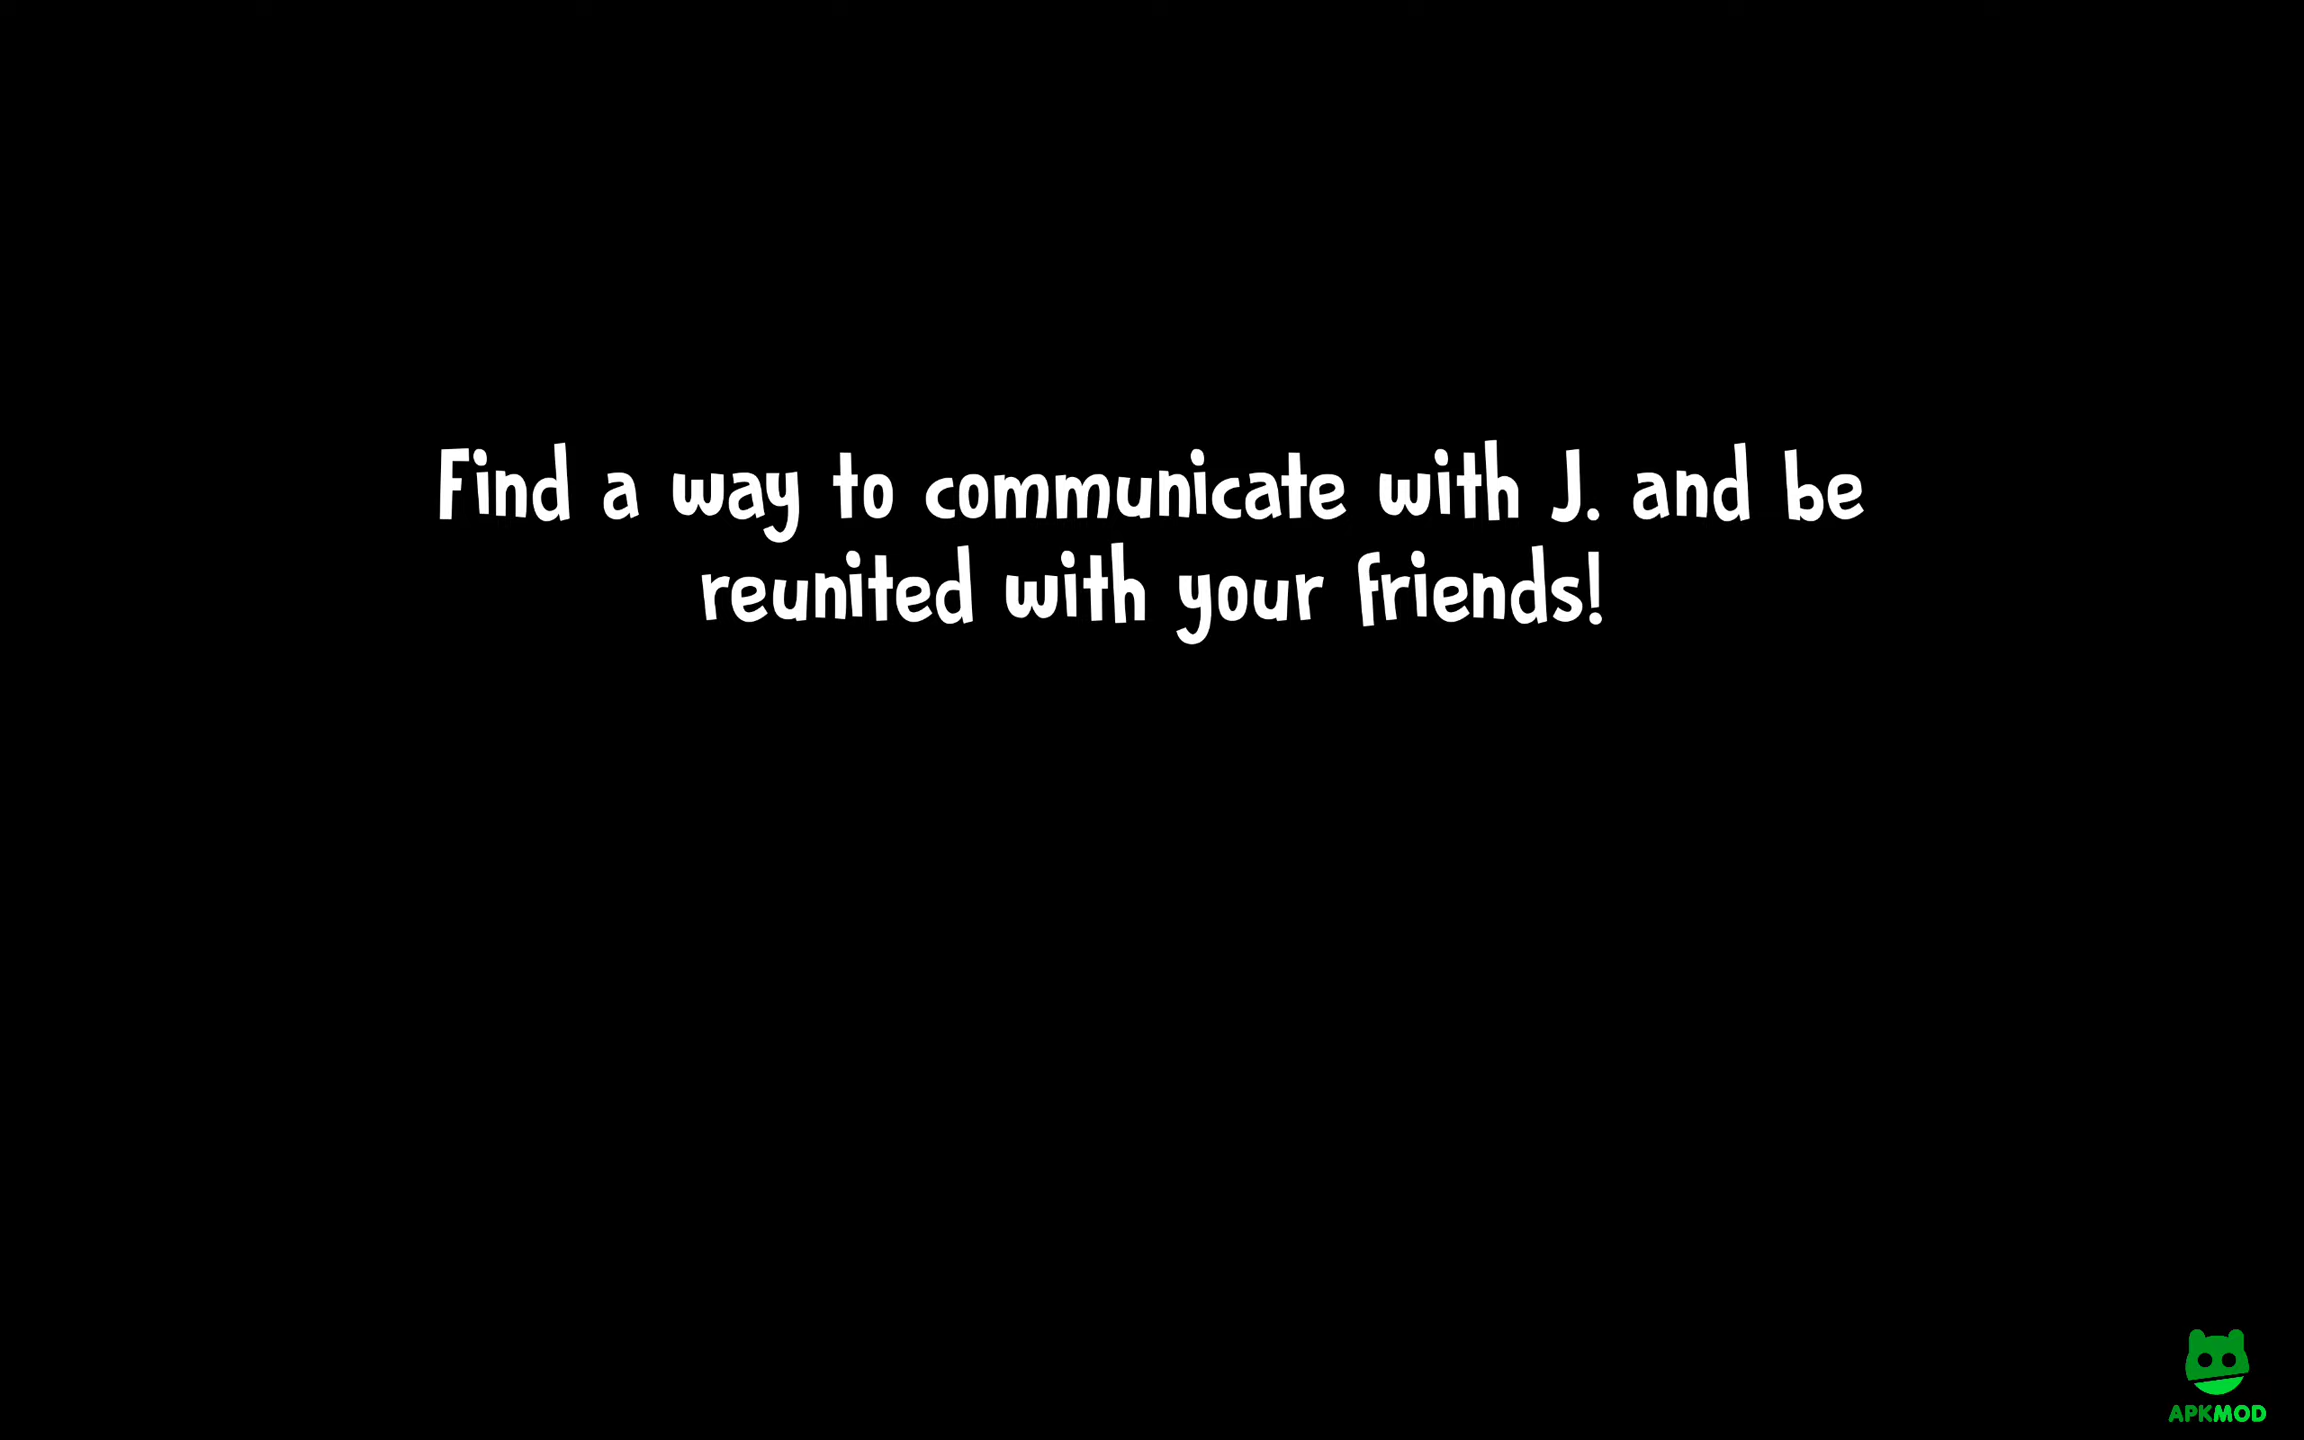 Find a way to communicate with J. and be
reunited with your friends!
APKMOD